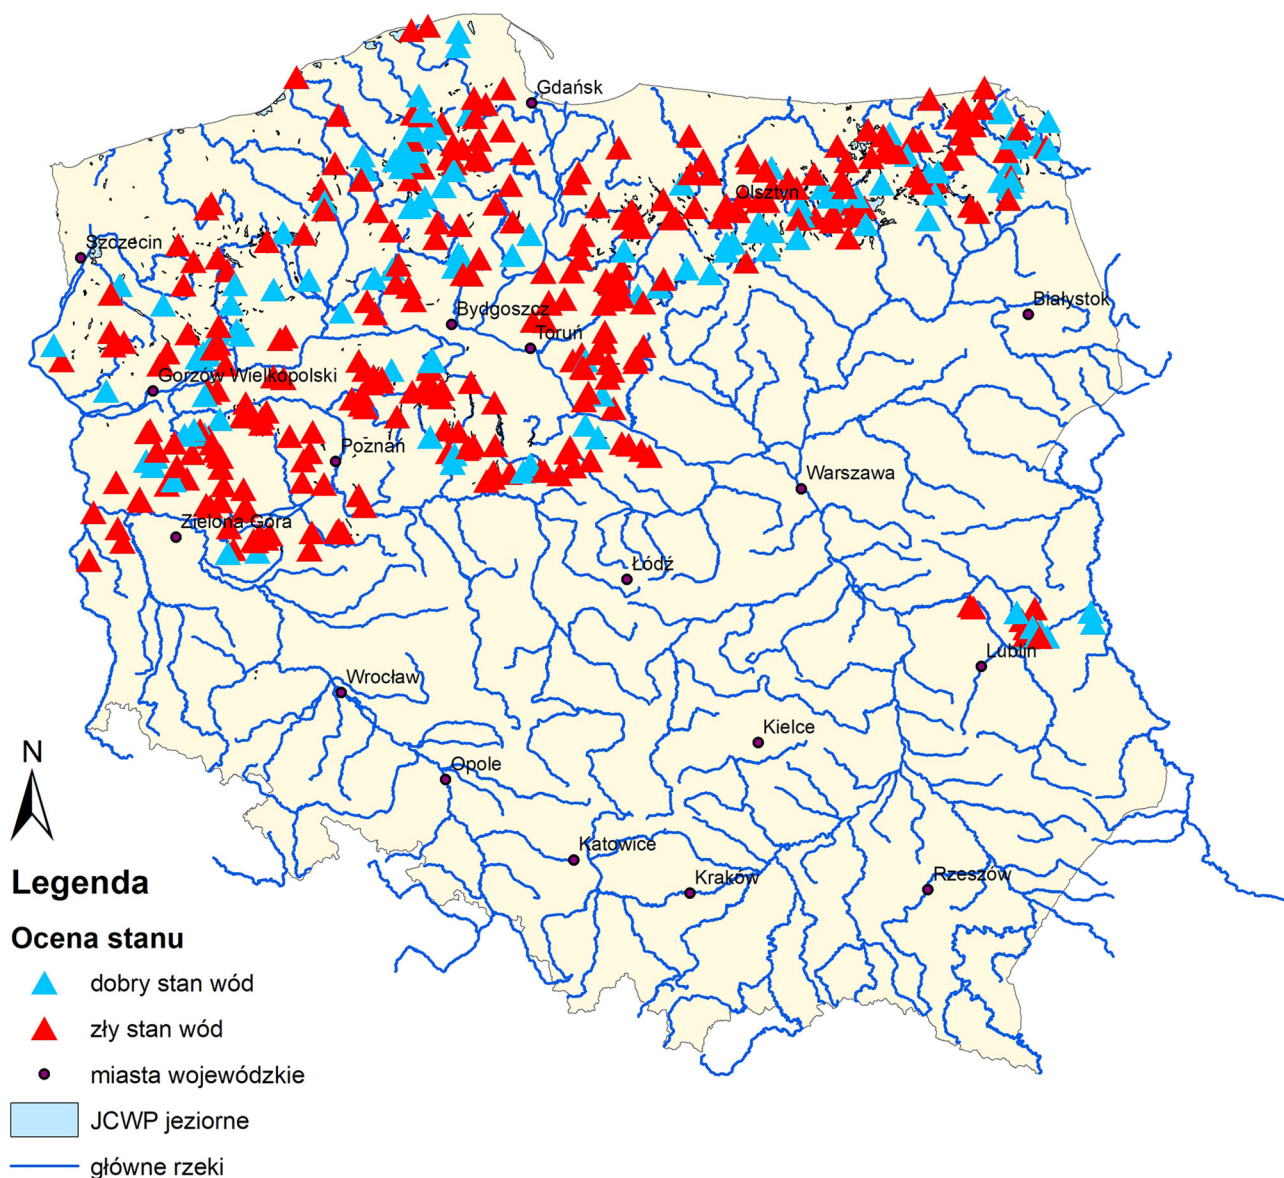 Gdańsk
Olsztyn
Szczecin
Białystok
Bydgoszcz
Toruń
Gorzów Wielkopolski
Poznań
Warszawa
Zielona Góra
Łódź
Lublin
Wrocław
Kielce
Opole
Katowice
Kraków
Rzeszów
N
Legenda
Ocena stanu
dobry stan wód
zły stan wód
miasta wojewódzkie
JCWP jeziorne
główne rzeki